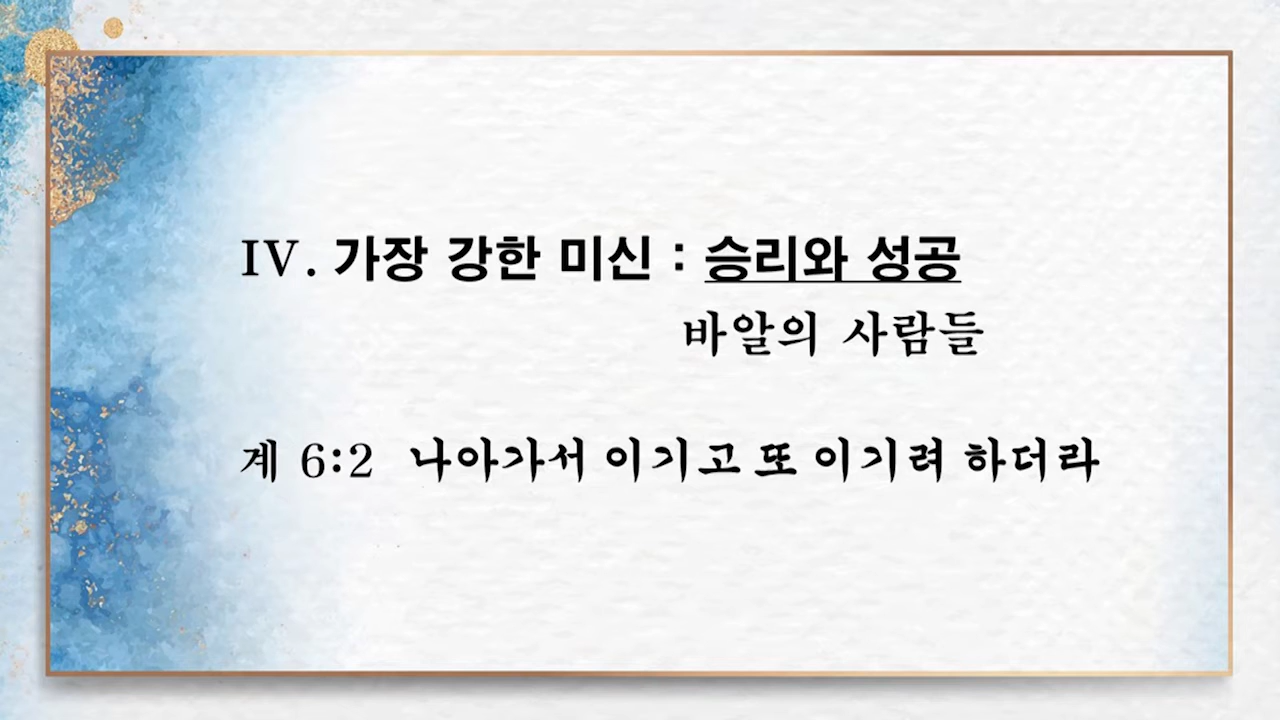 IV. 가장 강한 미신 : 승리와 성공
바알의 사람들
계 6:2 나아가서 이기고 또 이기려 하더라